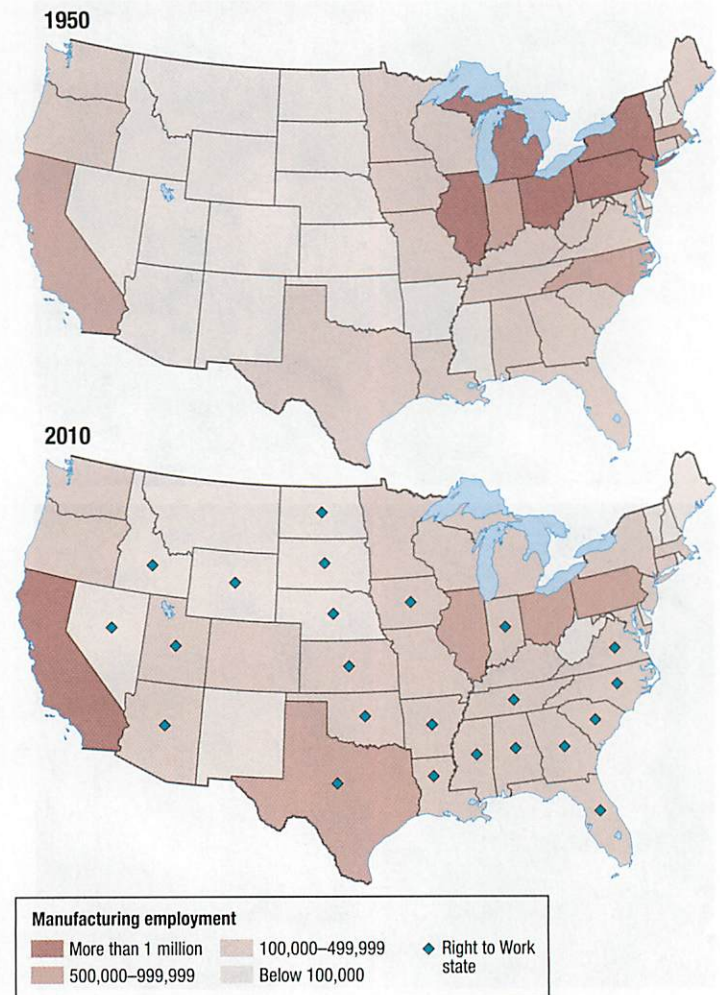 1950
2010
Manufacturing employment
More than 1 million
500,000–999,999
100,000–499,999
Below 100,000
Right to Work
state